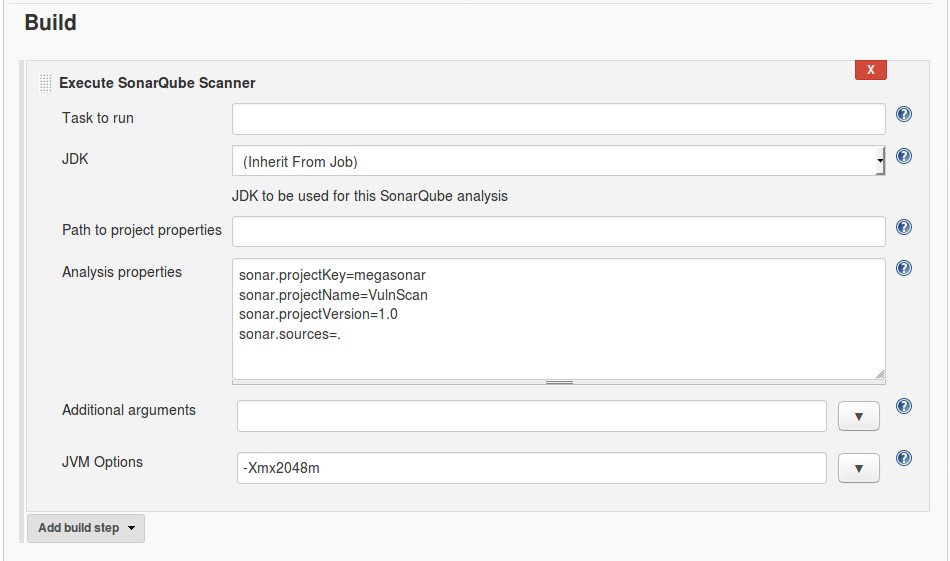 Build
Execute SonarQube Scanner
X
Task to run
?
JDK
(Inherit From Job)
?
JDK to be used for this SonarQube analysis
Path to project properties
?
Analysis properties
sonar.projectKey=megasonar
sonar.projectName=VulnScan
sonar.projectVersion=1.0
sonar.sources=.
?
Additional arguments
?
JVM Options
-Xmx2048m
?
Add build step